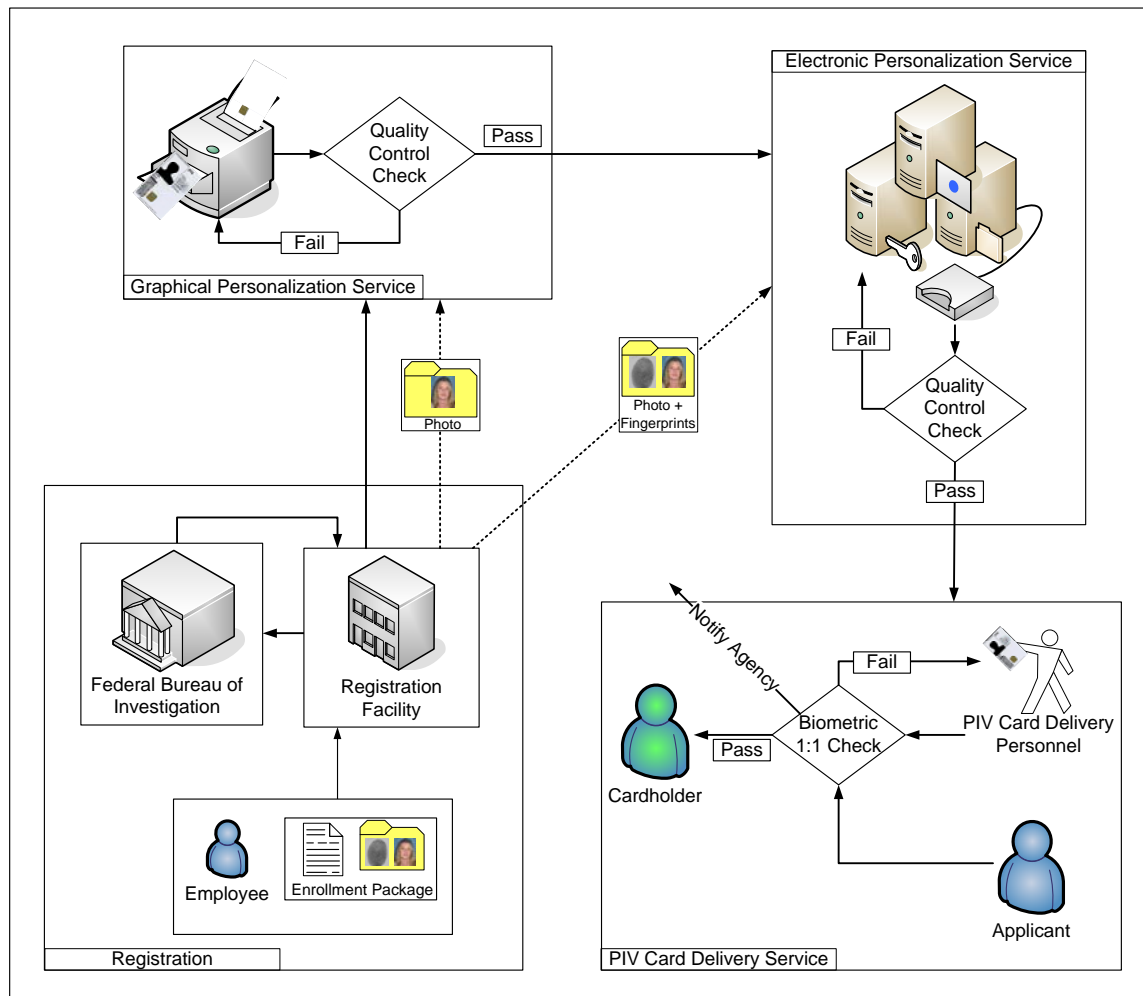 Electronic Personalization Service
Quality
Control
Check
Pass
Fail
Graphical Personalization Service
Photo
Photo +
Fingerprints
Fail
Quality
Control
Check
Pass
Federal Bureau of
Investigation
Registration
Facility
Employee
Enrollment Package
Registration
Notify Agency
Fail
Biometric
1:1 Check
Pass
PIV Card Delivery
Personnel
Cardholder
Applicant
PIV Card Delivery Service